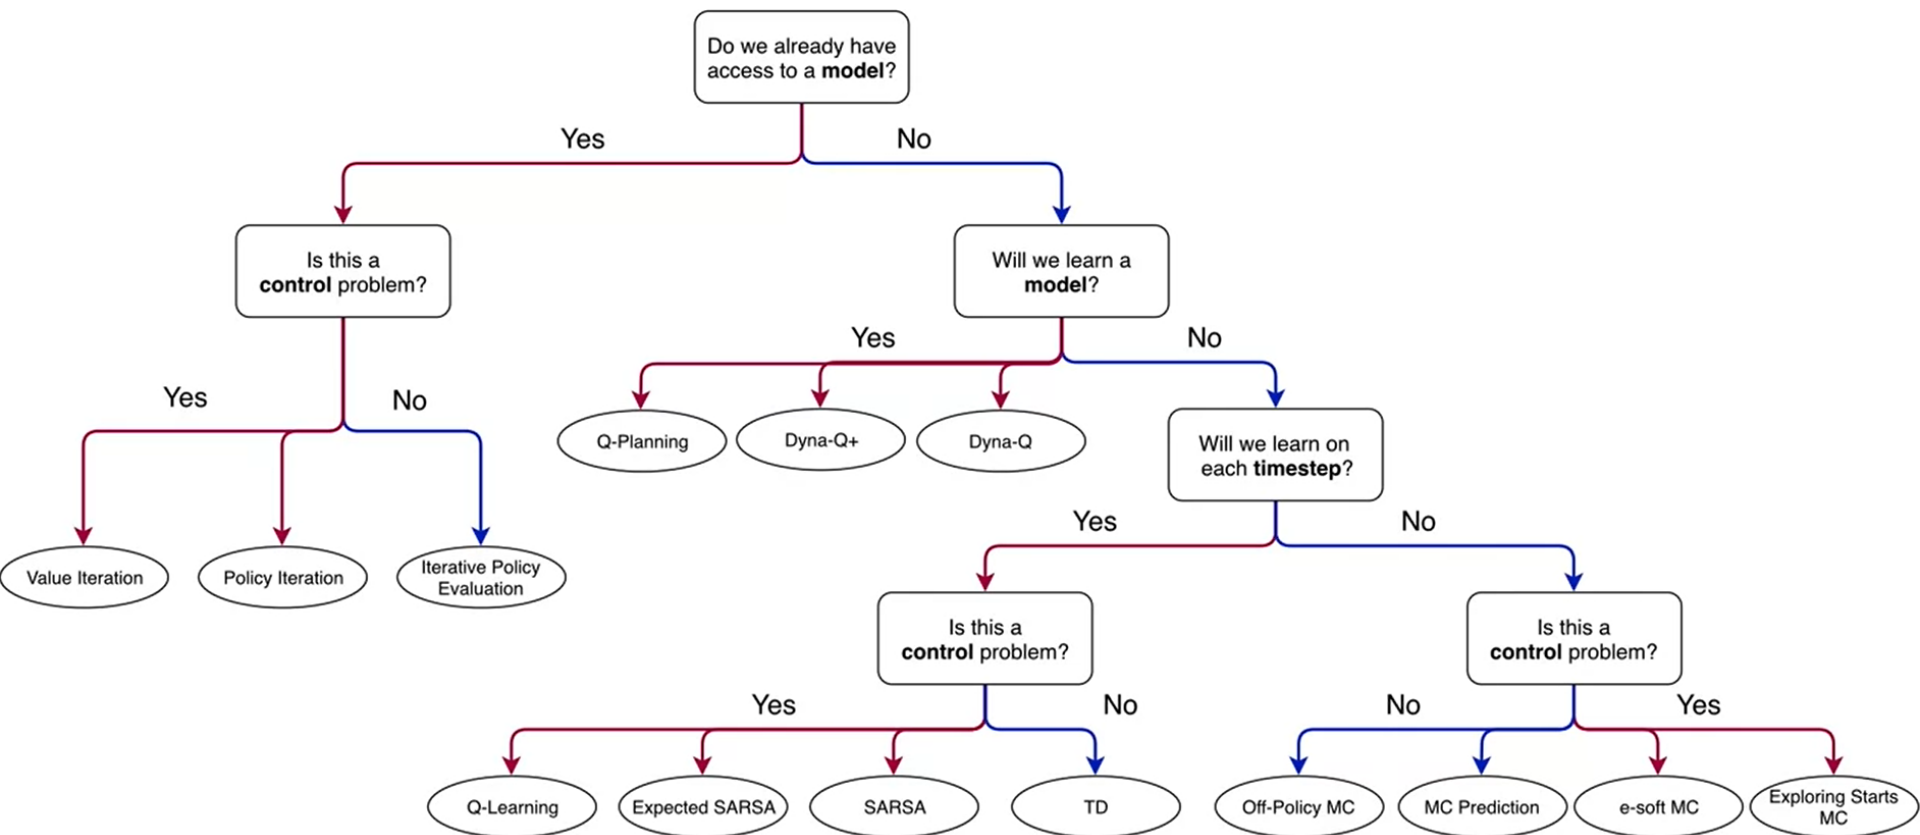 Do we already have
access to a model?
Yes
No
Is this a
control problem?
Will we learn a
model?
Yes
No
Yes
No
Q-Planning
Dyna-Q+
Dyna-Q
Will we learn on
each timestep?
Yes
No
Value Iteration
Policy Iteration
Iterative Policy
Evaluation
Is this a
control problem?
Is this a
control problem?
Yes
No
No
Yes
Q-Learning
Expected SARSA
SARSA
TD
Off-Policy MC
MC Prediction
e-soft MC
Exploring Starts
MC